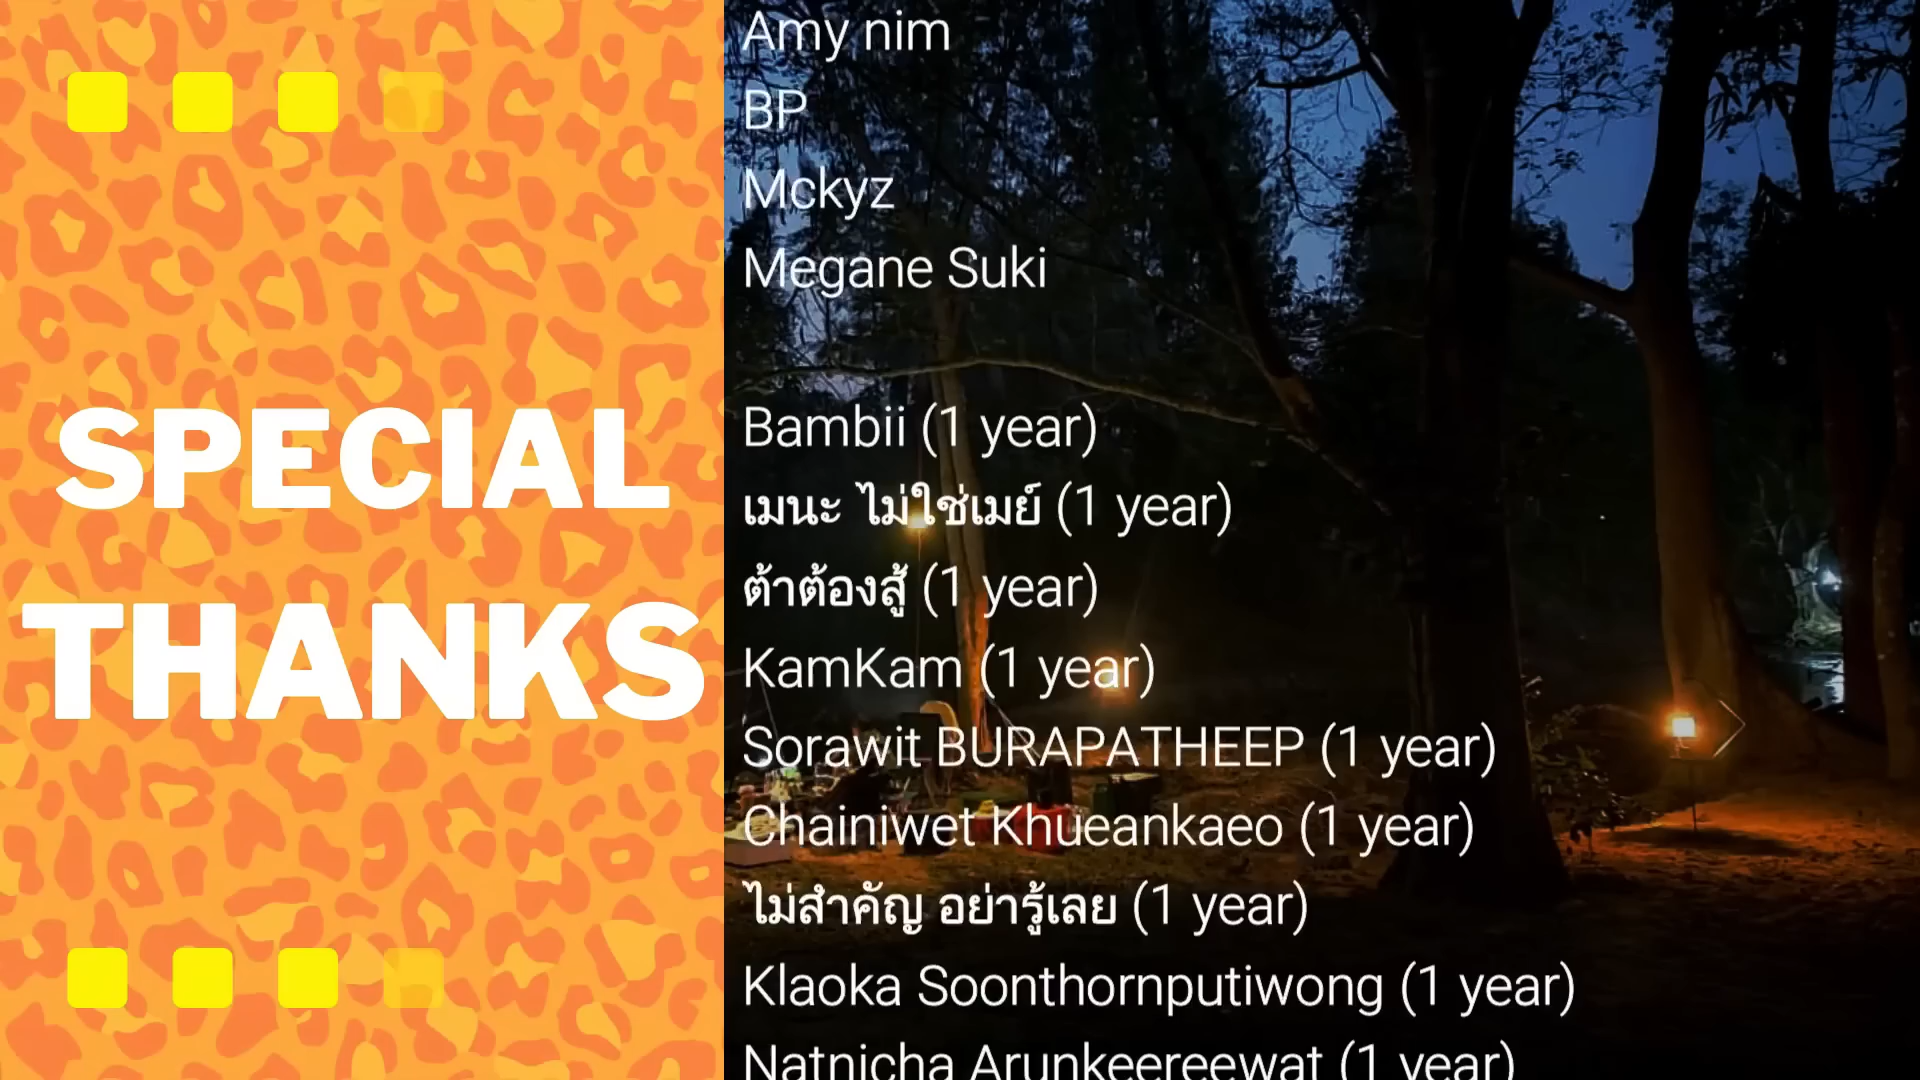 SPECIAL
THANKS
Amy nim
BP
Mckyz
Megane Suki
Bambii (1 year)
เมนะ ไม่ใช่เมย์ (1 year)
ต้าต้องสู้ (1 year)
KamKam (1 year)
Sorawit BURAPATHEEP (1 year)
Chainiwet Khueankaeo (1 year)
ไม่สำคัญ อย่ารู้เลย (1 year)
Klaoka Soonthornputiwong (1 year)
Natnicha Arunkeereewat (1 year)